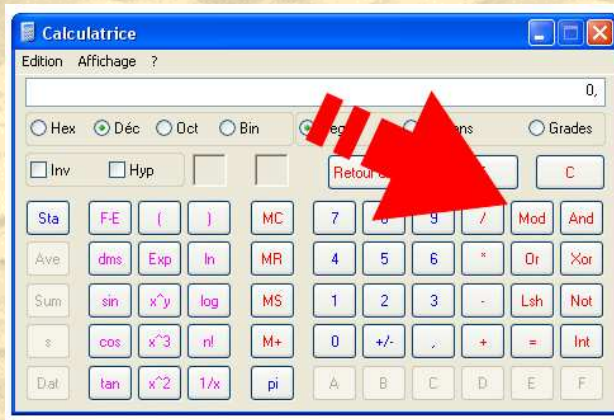 Calculatrice
Edition Affichage ?
0,
Hex Déc Oct Bin Grades
Inv Hyp C
Sta F-E ( ) MC 7 9 / Mod And
Ave dms Exp ln MR 4 5 6 * Or Xor
Sum sin x^y log MS 1 2 3 - Lsh Not
s cos x^3 n! M+ 0 +/- , + = Int
Dat tan x^2 1/x pi A B C D E F